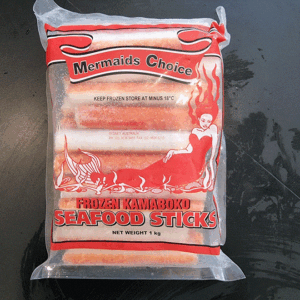 Mermaids Choice
KEEP FROZEN STORE AT MINUS 18°C
FROZEN KAMABOKO
SEAFOOD STICKS
NET WEIGHT 1 kg